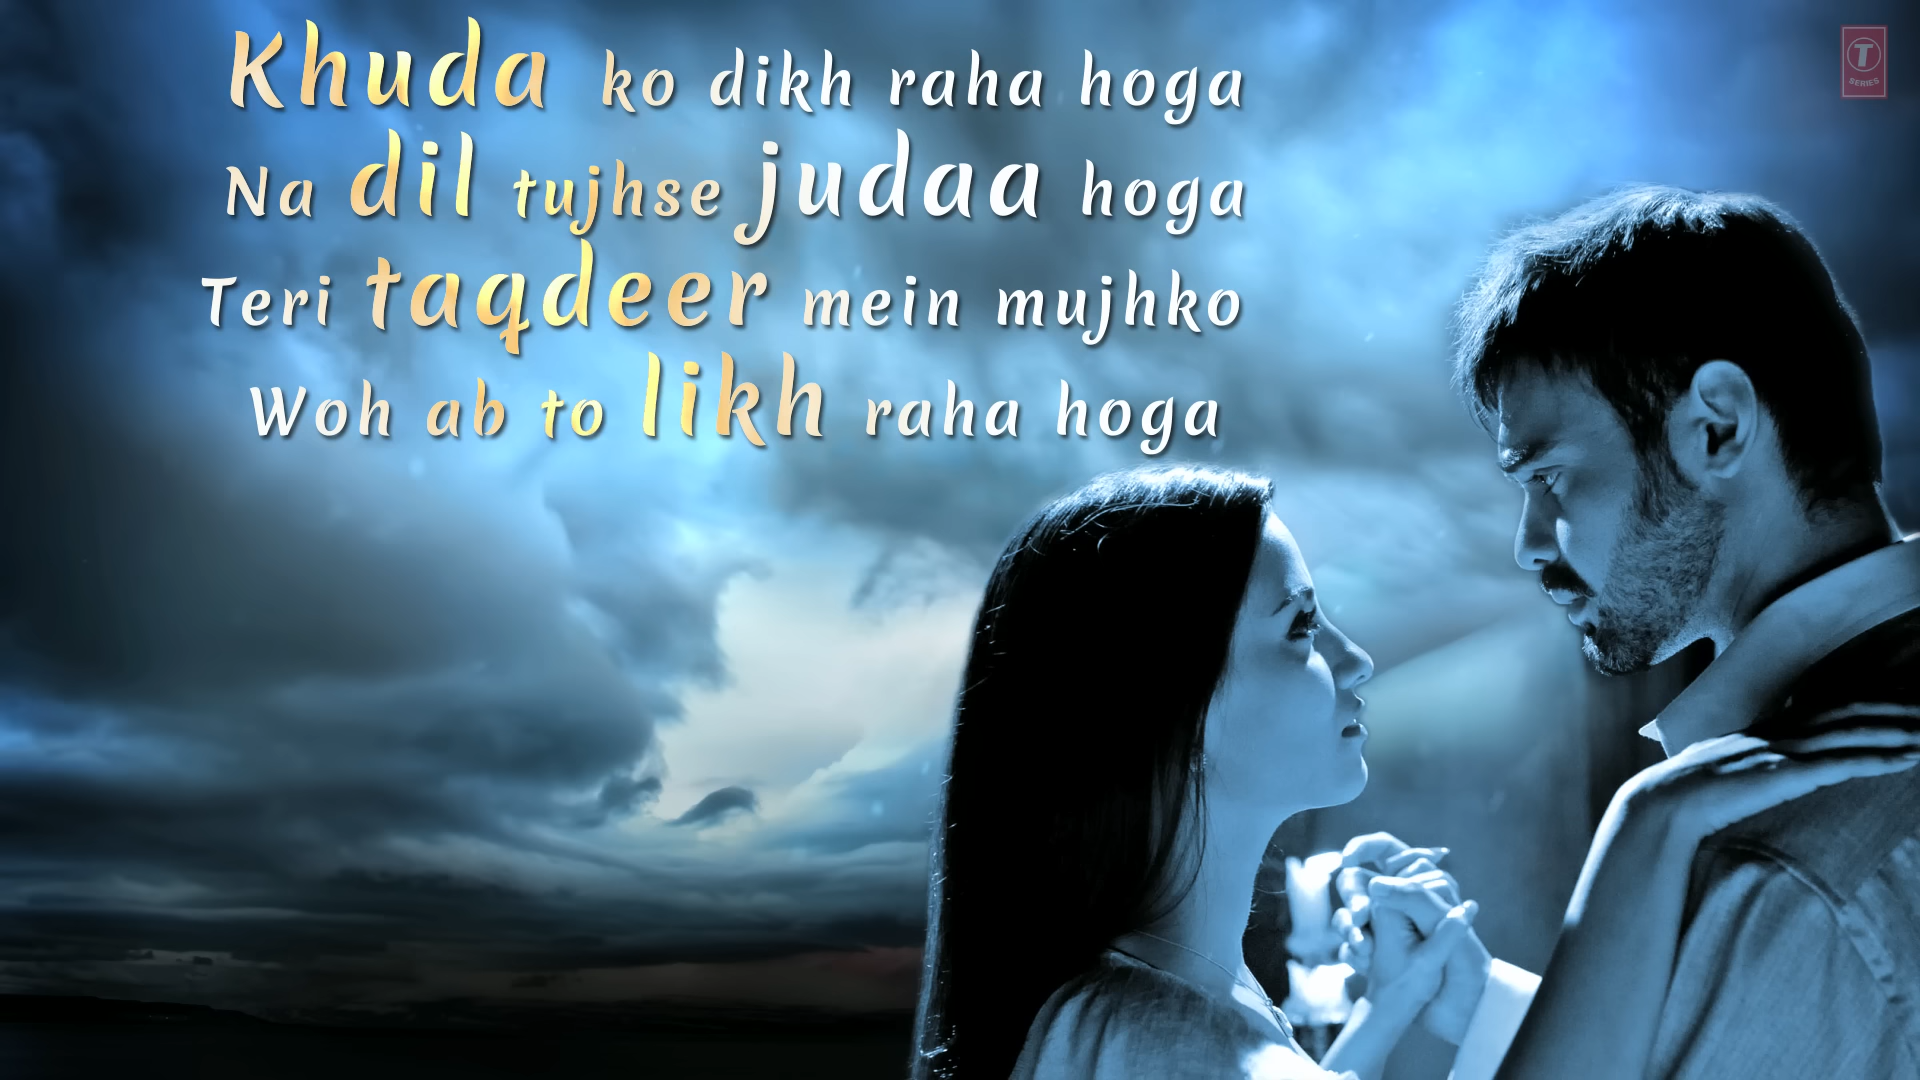 Khuda ko dikh raha hoga
Na dil tujhse judaa hoga
Teri taqdeer mein mujhko
Woh ab to likh raha hoga
T
SERIES